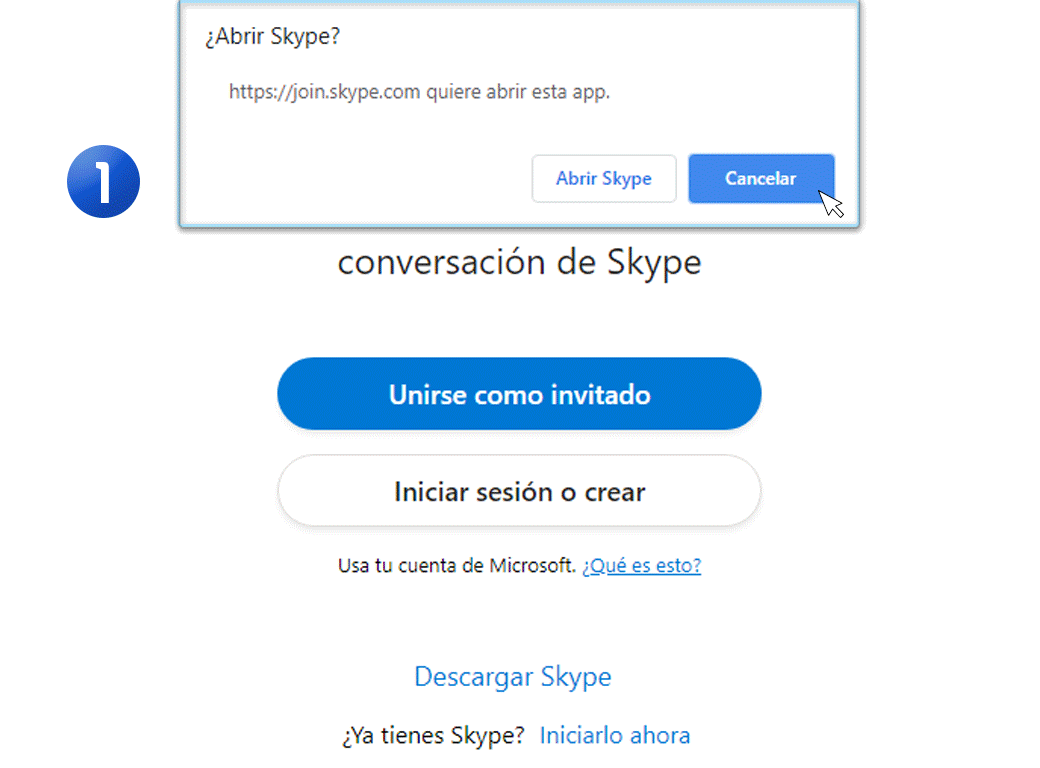 ¿Abrir Skype?
https://join.skype.com quiere abrir esta app.
Abrir Skype
Cancelar
1
conversación de Skype
Unirse como invitado
Iniciar sesión o crear
Usa tu cuenta de Microsoft. ¿Qué es esto?
Descargar Skype
¿Ya tienes Skype? Iniciarlo ahora